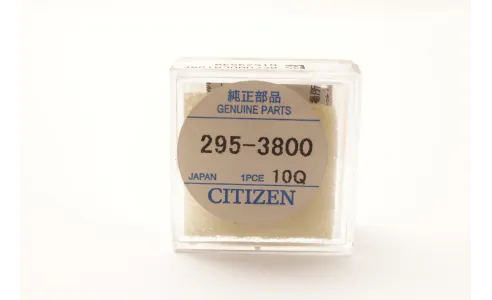 純正部品
GENUINE PARTS
295-3800
JAPAN 1PCE 10Q
CITIZEN